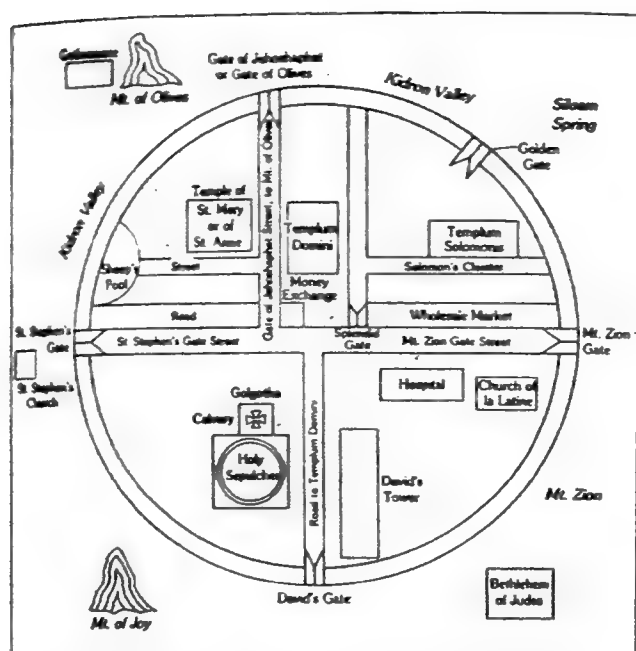 Gethsemane
Mt. of Olives
Gate of Jehoshaphat
or Gate of Olives
Kidron Valley
Siloam
Spring
Golden
Gate
Kidron Valley
Temple of
St. Mary
or of
St. Anne
Gate of Jehoshaphat Street, to Mt. of Olives
Templum
Domini
Templum
Solomonis
Sheep's
Pool
Street
Solomon's Cloister
Money
Exchange
Road
Wholesale Market
St. Stephen's
Gate
St. Stephen's Gate Street
Splendid
Gate
Mt. Zion Gate Street
Mt. Zion
Gate
St. Stephen's
Church
Hospital
Church of
la Latine
Golgotha
Calvary
Holy
Sepulcher
Road to Templum Domini
David's
Tower
Mt. Zion
Mt. of Joy
David's Gate
Bethlehem
of Judea